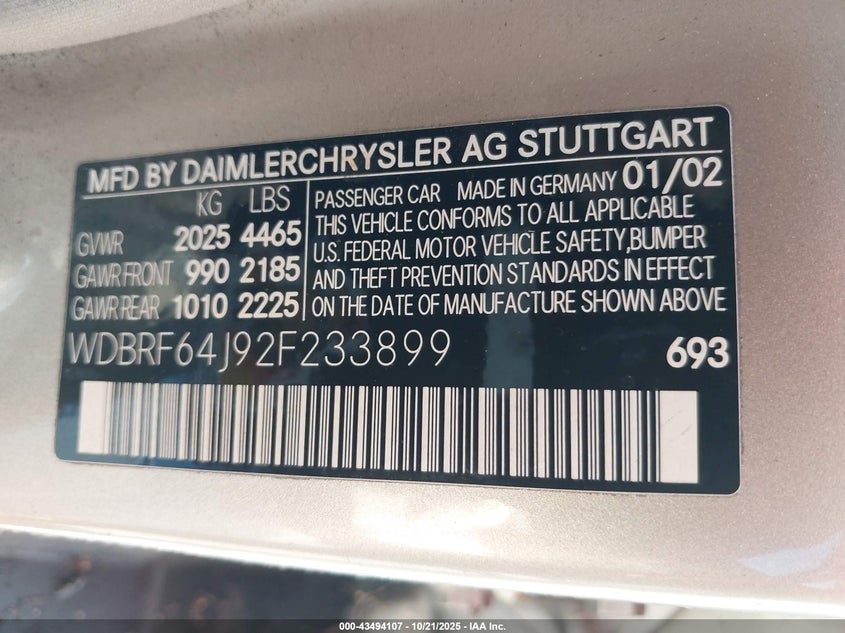 MFD BY DAIMLERCHRYSLER AG STUTTGART
KG LBS
GVWR 2025 4465
GAWR FRONT 990 2185
GAWR REAR 1010 2225
PASSENGER CAR MADE IN GERMANY 01/02
THIS VEHICLE CONFORMS TO ALL APPLICABLE
U.S. FEDERAL MOTOR VEHICLE SAFETY,BUMPER
AND THEFT PREVENTION STANDARDS IN EFFECT
ON THE DATE OF MANUFACTURE SHOWN ABOVE
WDBRF64J92F233899 693
000-43494107 - 10/21/2025 - IAA Inc.